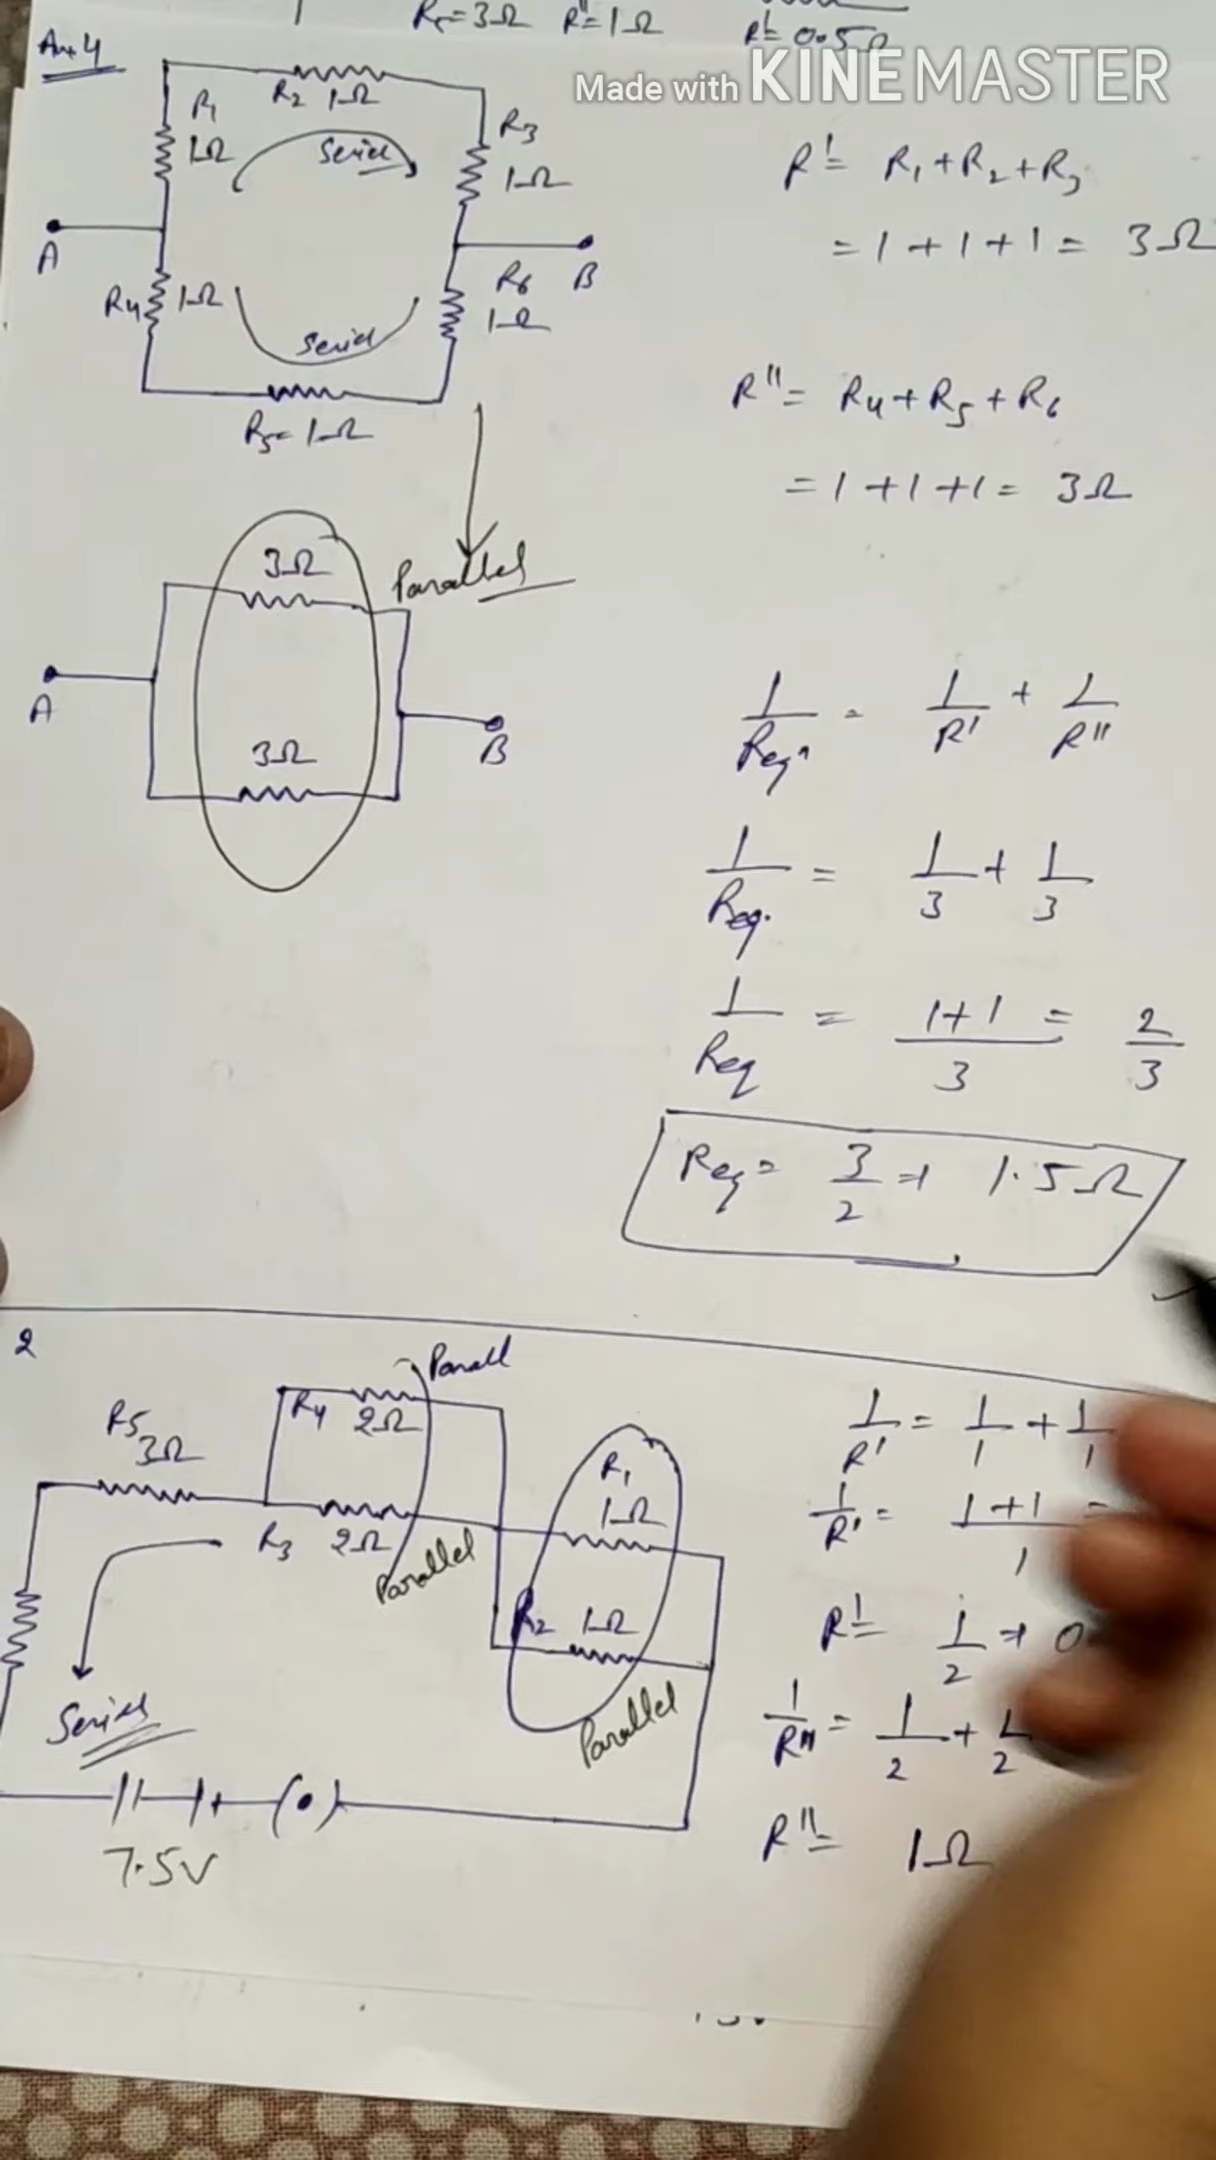 R5=3Ω R"=1Ω R'=0.5Ω
Made with KINEMASTER
Ans 4
R1
1Ω
R2 1Ω
R3
1Ω
Series
A
R4 1Ω
R6
1Ω
B
Series
R5=1Ω
R' = R1+R2+R3
=1+1+1= 3Ω
R"= R4+R5+R6
=1+1+1= 3Ω
3Ω
Parallel
A
3Ω
B
1/Req = 1/R' + 1/R"
1/Req. = 1/3 + 1/3
1/Req = 1+1/3 = 2/3
Req = 3/2 = 1.5Ω
2
R5
3Ω
R4 2Ω
R3 2Ω
Parallel
R1
1Ω
R2 1Ω
Parallel
Series
7.5V
1/R' = 1/1 + 1/1
1/R' = 1+1/1 =
R' = 1/2 = 0
1/R" = 1/2 + 1/2
R" = 1Ω